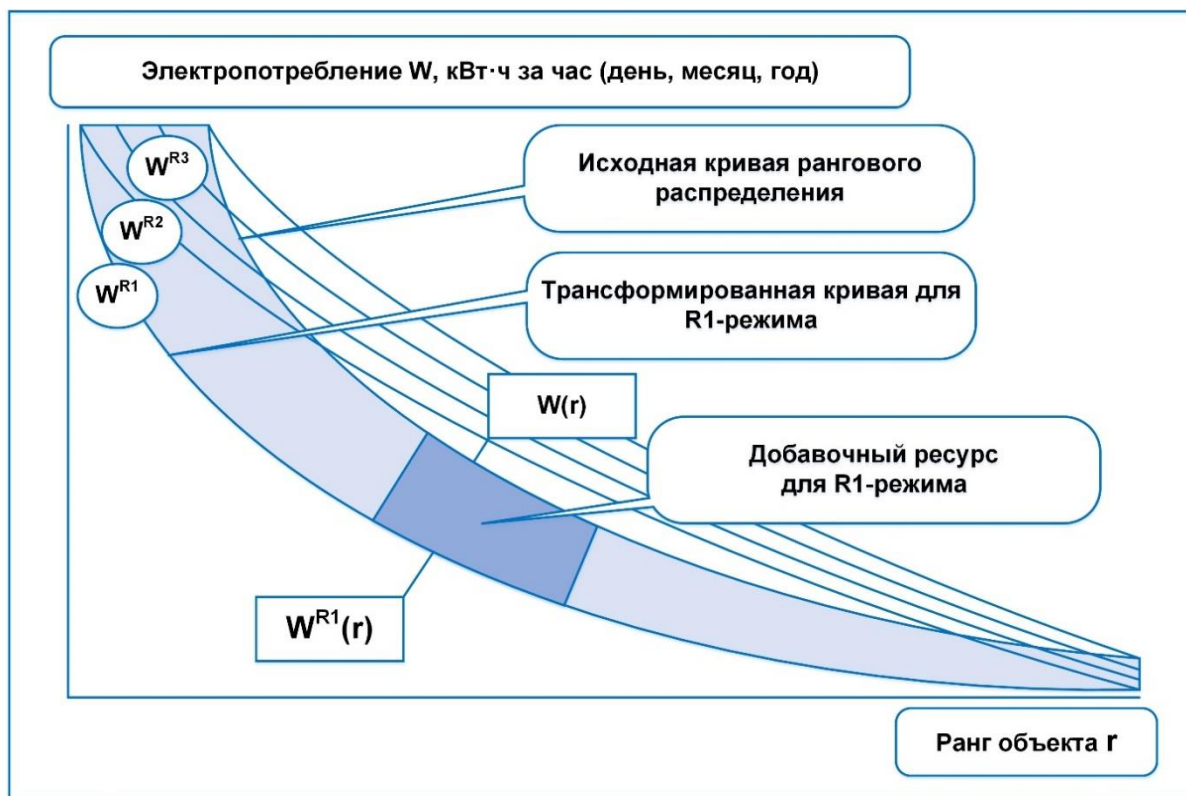 Электропотребление W, кВт·ч за час (день, месяц, год)
W^R3
Исходная кривая рангового
распределения
W^R2
W^R1
Трансформированная кривая для
R1-режима
W(r)
Добавочный ресурс
для R1-режима
W^R1(r)
Ранг объекта r